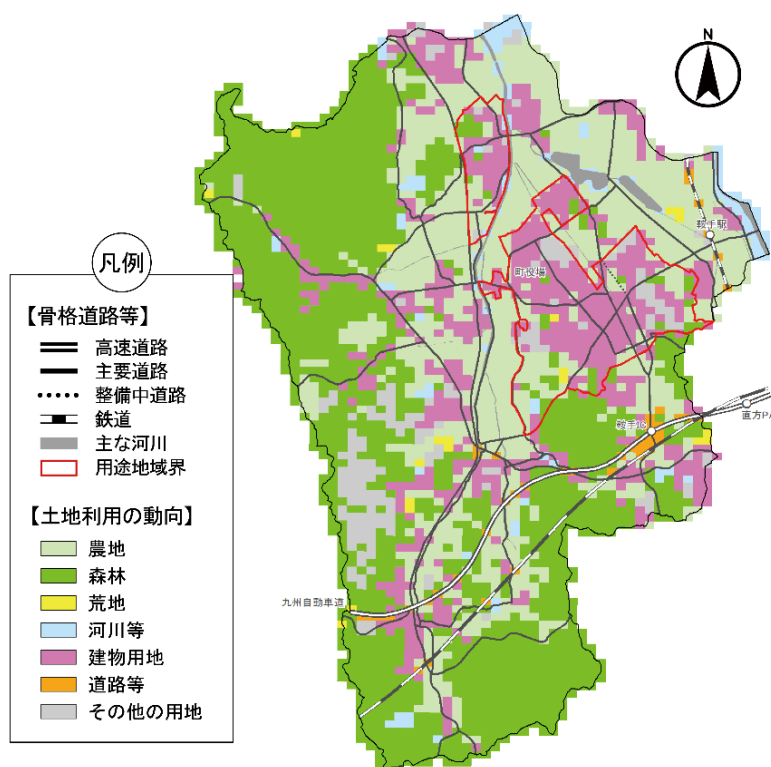 N
鞍手駅
町役場
凡例
【骨格道路等】
高速道路
主要道路
整備中道路
鉄道
主な河川
用途地域界
鞍手IC
直方PA
【土地利用の動向】
農地
森林
荒地
河川等
建物用地
道路等
その他の用地
九州自動車道